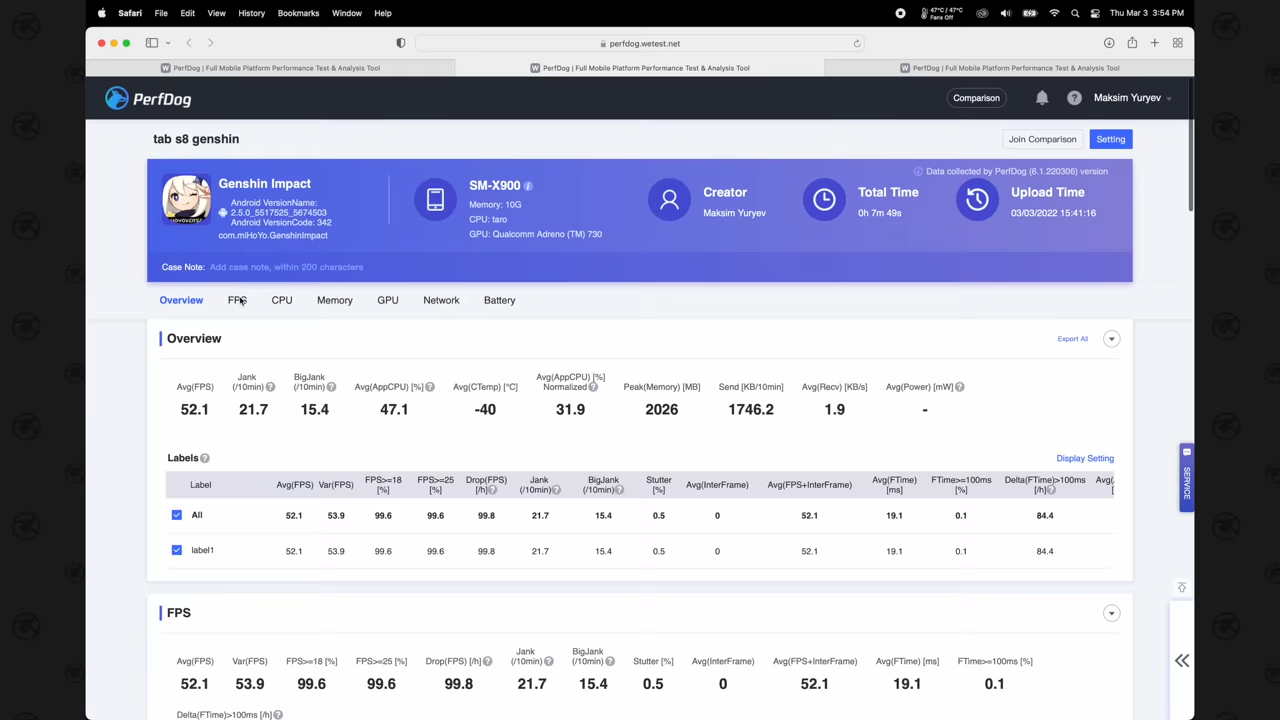 Safari File Edit View History Bookmarks Window Help
47°C / 47°C
Fans Off
Thu Mar 3 3:54 PM
perfdog.wetest.net
PerfDog | Full Mobile Platform Performance Test & Analysis Tool
PerfDog | Full Mobile Platform Performance Test & Analysis Tool
PerfDog | Full Mobile Platform Performance Test & Analysis Tool
PerfDog
Comparison
Maksim Yuryev
tab s8 genshin
Join Comparison
Setting
Data collected by PerfDog (6.1.220306) version
HOYOVERSE
Genshin Impact
Android VersionName:
2.5.0_5517525_5674503
Android VersionCode: 342
com.miHoYo.GenshinImpact
SM-X900
Memory: 10G
CPU: taro
GPU: Qualcomm Adreno (TM) 730
Creator
Maksim Yuryev
Total Time
0h 7m 49s
Upload Time
03/03/2022 15:41:16
Case Note: Add case note, within 200 characters
Overview FPS CPU Memory GPU Network Battery
Overview
Export All
Avg(FPS) Jank (/10min) BigJank (/10min) Avg(AppCPU) [%] Avg(CTemp) [°C] Avg(AppCPU) [%] Normalized Peak(Memory) [MB] Send [KB/10min] Avg(Recv) [KB/s] Avg(Power) [mW]
52.1 21.7 15.4 47.1 -40 31.9 2026 1746.2 1.9 -
Labels
Display Setting
Label Avg(FPS) Var(FPS) FPS>=18 [%] FPS>=25 [%] Drop(FPS) [/h] Jank (/10min) BigJank (/10min) Stutter [%] Avg(InterFrame) Avg(FPS+InterFrame) Avg(FTime) [ms] FTime>=100ms [%] Delta(FTime)>100ms [/h] Avg( [
All 52.1 53.9 99.6 99.6 99.8 21.7 15.4 0.5 0 52.1 19.1 0.1 84.4
label1 52.1 53.9 99.6 99.6 99.8 21.7 15.4 0.5 0 52.1 19.1 0.1 84.4
SERVICE
FPS
Avg(FPS) Var(FPS) FPS>=18 [%] FPS>=25 [%] Drop(FPS) [/h] Jank (/10min) BigJank (/10min) Stutter [%] Avg(InterFrame) Avg(FPS+InterFrame) Avg(FTime) [ms] FTime>=100ms [%]
52.1 53.9 99.6 99.6 99.8 21.7 15.4 0.5 0 52.1 19.1 0.1
Delta(FTime)>100ms [/h]